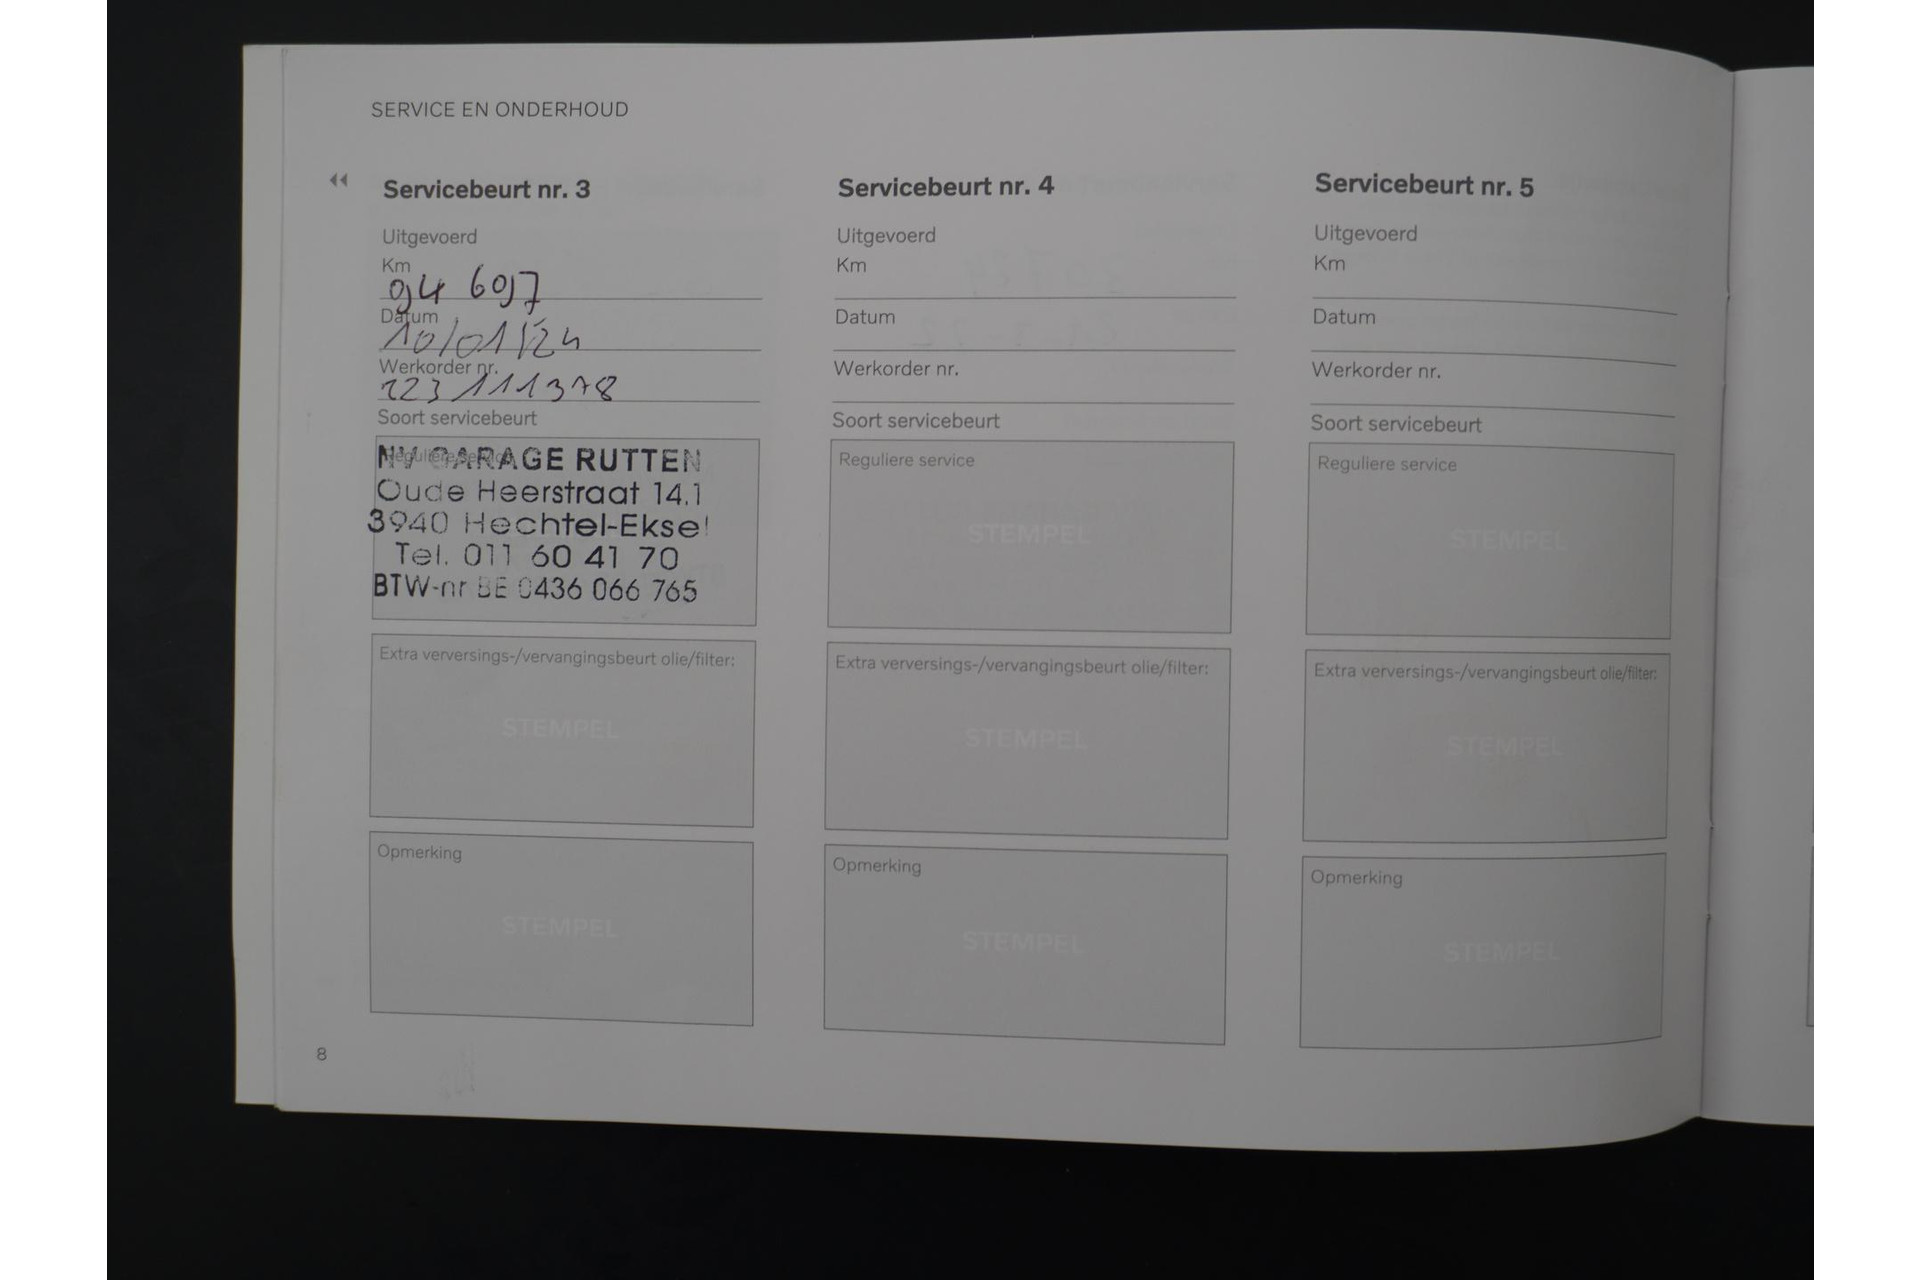 SERVICE EN ONDERHOUD
Servicebeurt nr. 3
Uitgevoerd
Km
94 697
Datum
10/01/24
Werkorder nr.
223111378
Soort servicebeurt
Reguliere service
NV GARAGE RUTTEN
Oude Heerstraat 14.1
3940 Hechtel-Eksel
Tel. 011 60 41 70
BTW-nr BE 0436 066 765
Extra verversings-/vervangingsbeurt olie/filter:
STEMPEL
Opmerking
STEMPEL
Servicebeurt nr. 4
Uitgevoerd
Km
Datum
Werkorder nr.
Soort servicebeurt
Reguliere service
STEMPEL
Extra verversings-/vervangingsbeurt olie/filter:
STEMPEL
Opmerking
STEMPEL
Servicebeurt nr. 5
Uitgevoerd
Km
Datum
Werkorder nr.
Soort servicebeurt
Reguliere service
STEMPEL
Extra verversings-/vervangingsbeurt olie/filter:
STEMPEL
Opmerking
STEMPEL
8